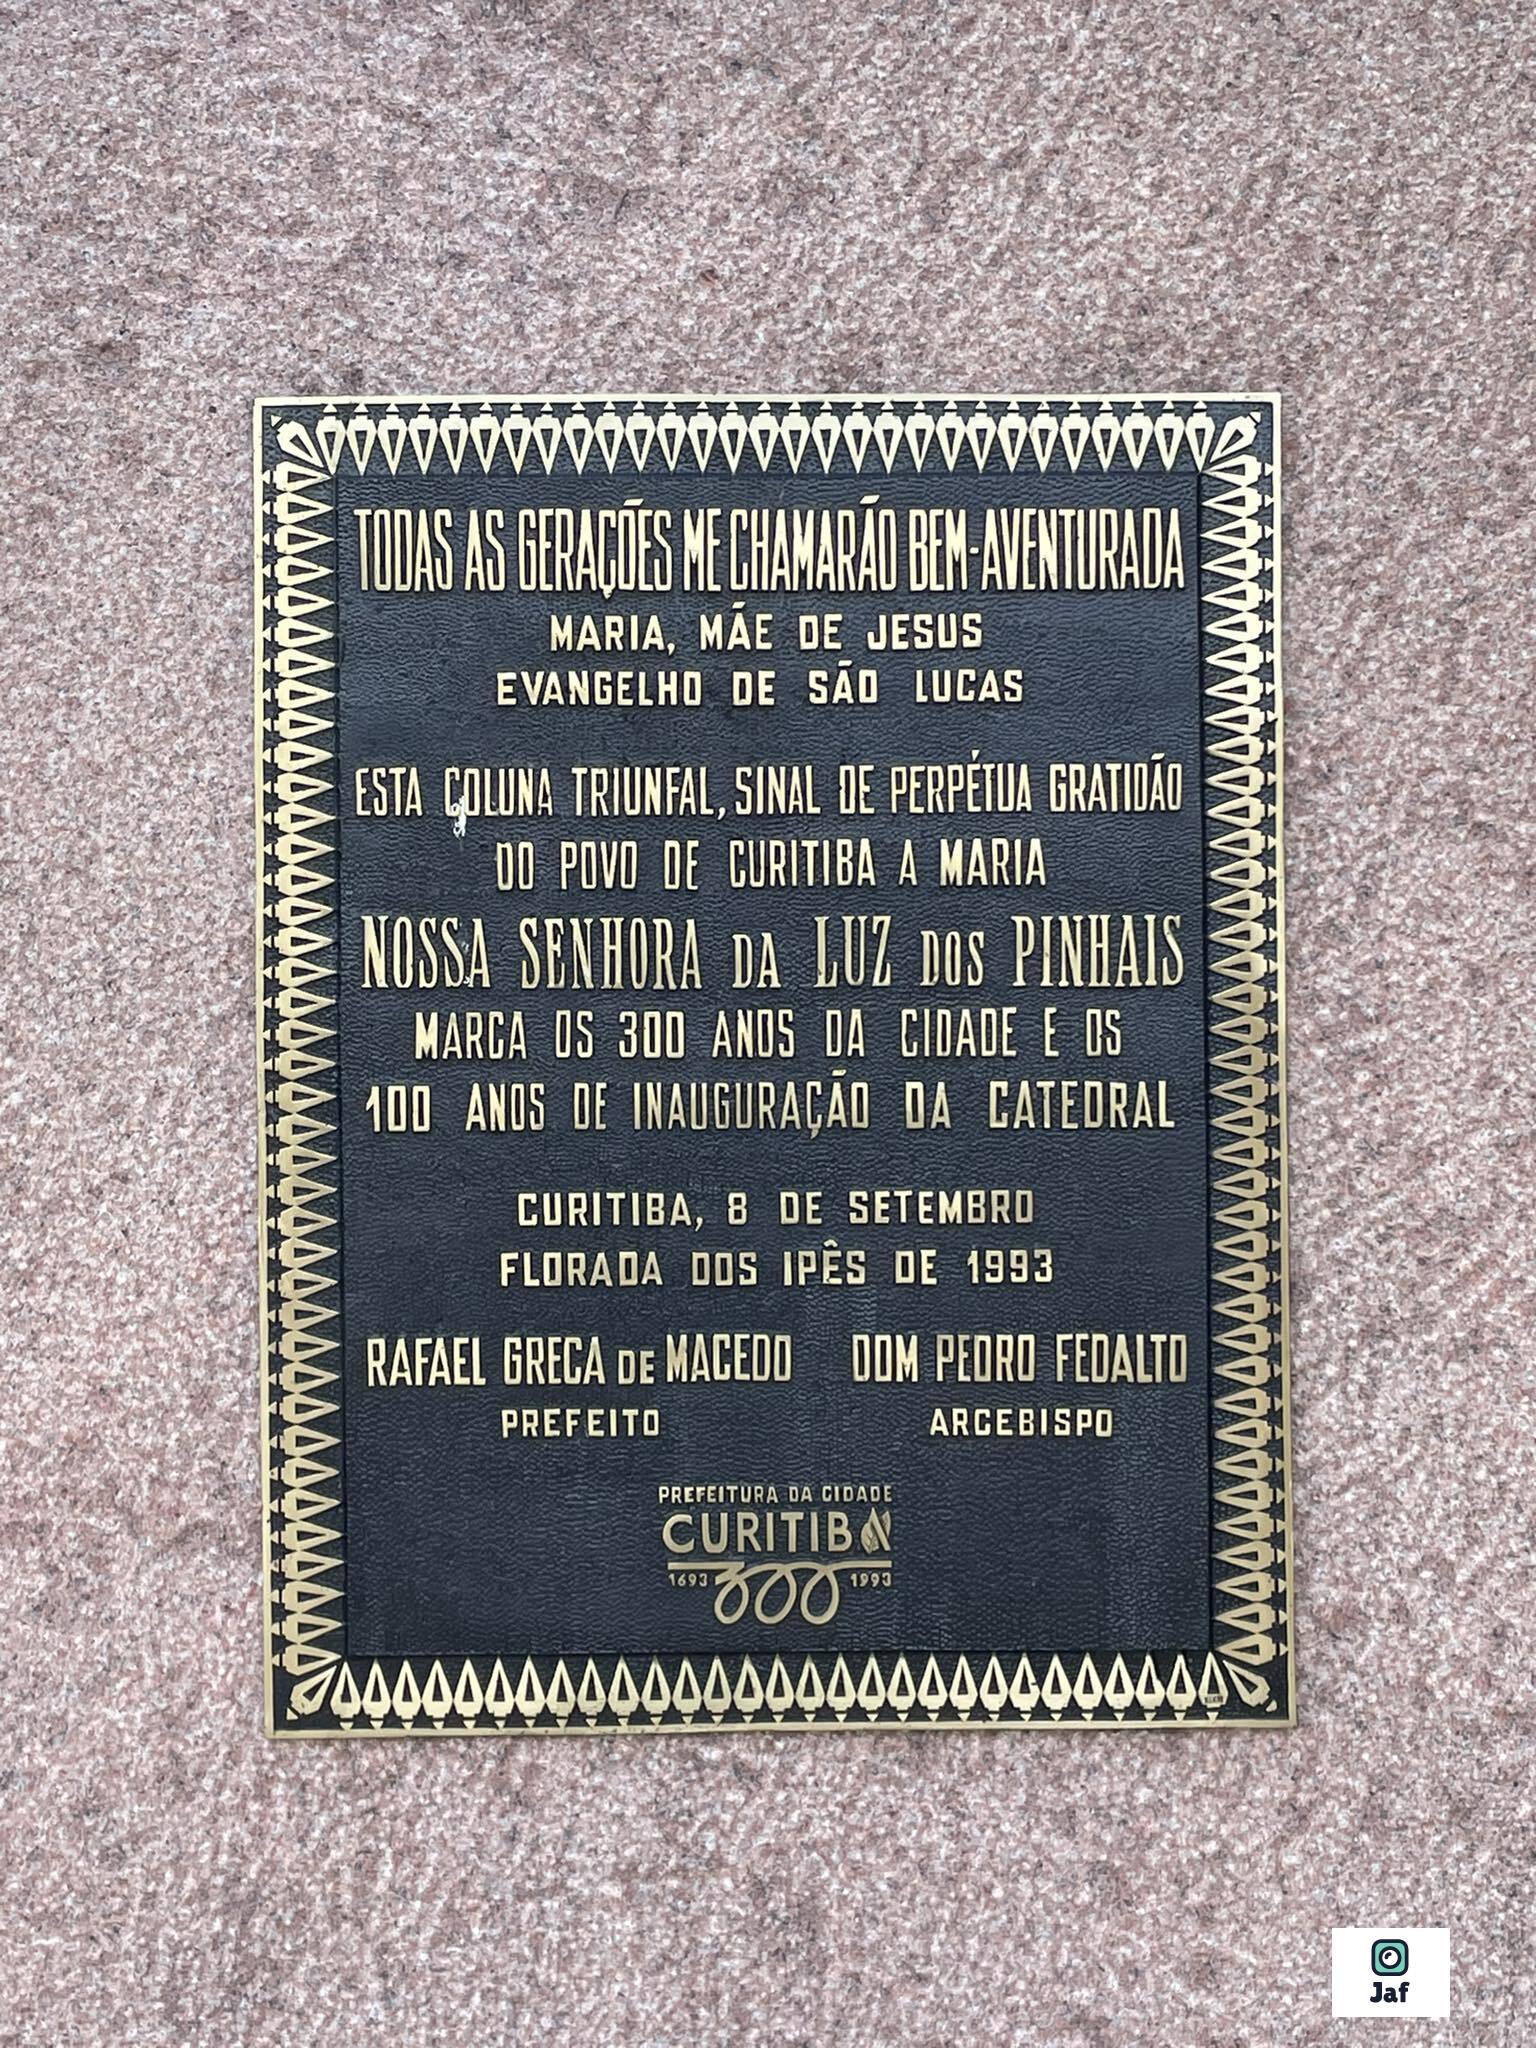 TODAS AS GERAÇÕES ME CHAMARÃO BEM-AVENTURADA
MARIA, MÃE DE JESUS
EVANGELHO DE SÃO LUCAS
ESTA COLUNA TRIUNFAL, SINAL DE PERPÉTUA GRATIDÃO
DO POVO DE CURITIBA A MARIA
NOSSA SENHORA DA LUZ DOS PINHAIS
MARCA OS 300 ANOS DA CIDADE E OS
100 ANOS DE INAUGURAÇÃO DA CATEDRAL
CURITIBA, 8 DE SETEMBRO
FLORADA DOS IPÊS DE 1993
RAFAEL GRECA DE MACEDO DOM PEDRO FEDALTO
PREFEITO ARCEBISPO
PREFEITURA DA CIDADE
CURITIBA
1693 300 1993
Jaf